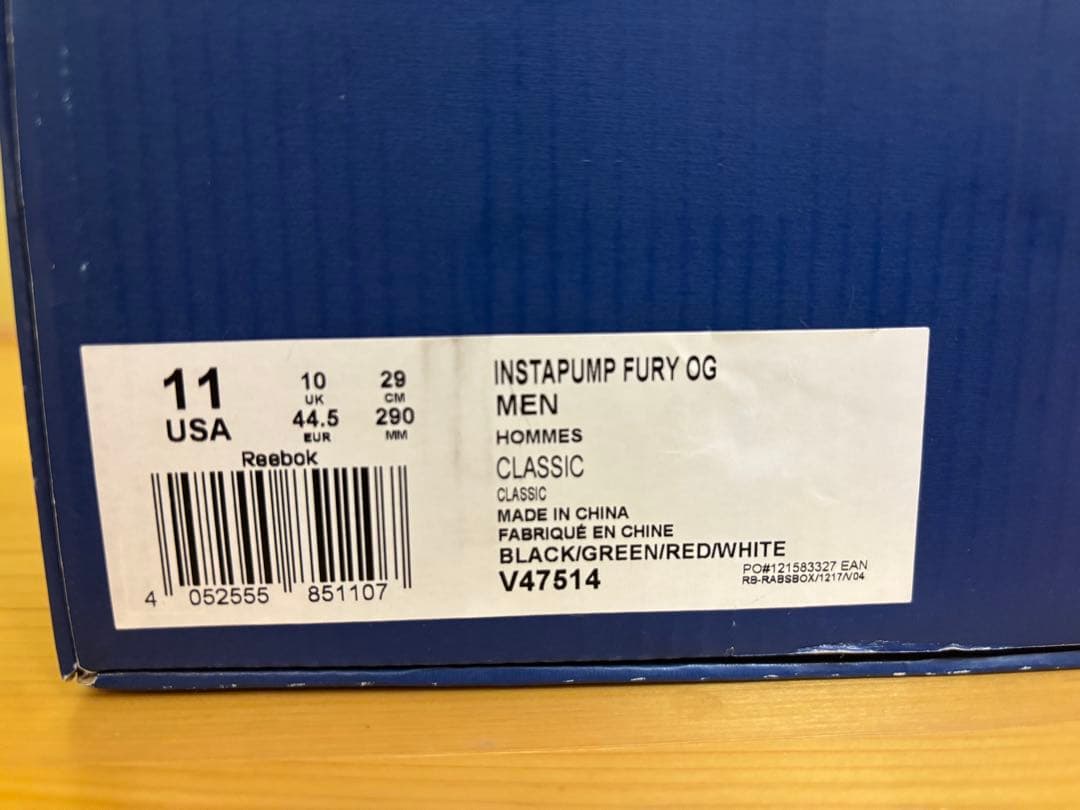 11
USA
10
UK
44.5
EUR
29
CM
290
MM
Reebok
4 052555 851107
INSTAPUMP FURY OG
MEN
HOMMES
CLASSIC
CLASSIC
MADE IN CHINA
FABRIQUÉ EN CHINE
BLACK/GREEN/RED/WHITE
V47514
PO#121583327 EAN
RB-RABSBOX/1217/V04